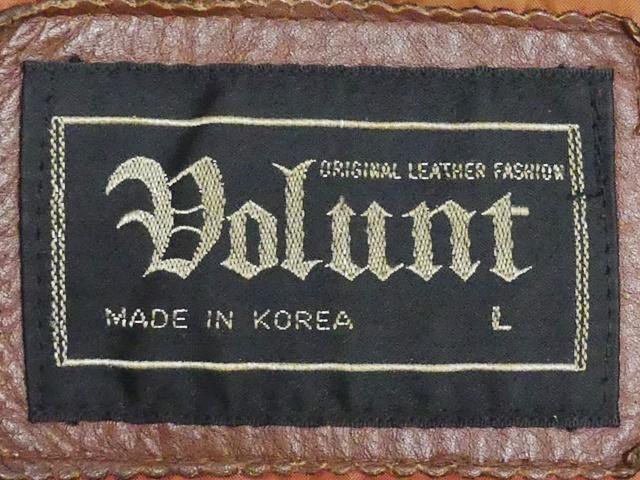 ORIGINAL LEATHER FASHION
Volunt
MADE IN KOREA L